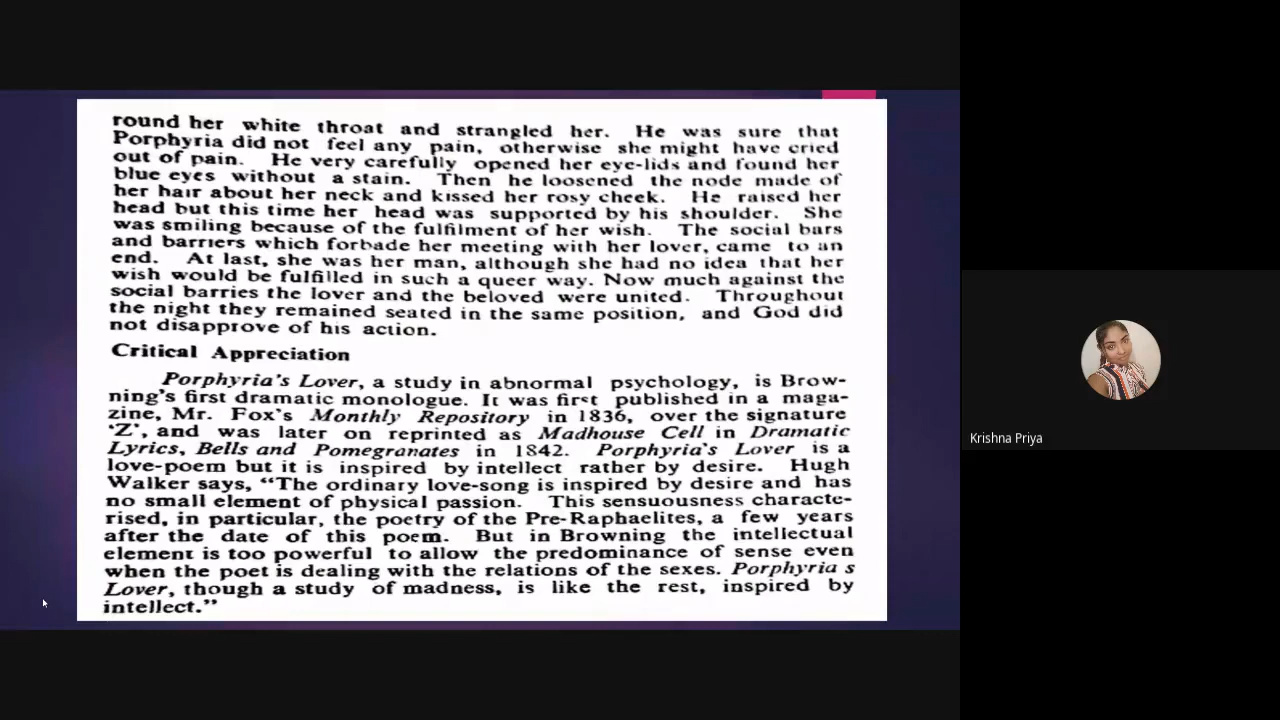 round her white throat and strangled her. He was sure that
Porphyria did not feel any pain, otherwise she might have cried
out of pain. He very carefully opened her eye-lids and found her
blue eyes without a stain. Then he loosened the node made of
her hair about her neck and kissed her rosy cheek. He raised her
head but this time her head was supported by his shoulder. She
was smiling because of the fulfilment of her wish. The social bars
and barriers which forbade her meeting with her lover, came to an
end. At last, she was her man, although she had no idea that her
wish would be fulfilled in such a queer way. Now much against the
social barries the lover and the beloved were united. Throughout
the night they remained seated in the same position, and God did
not disapprove of his action.
Critical Appreciation
Porphyria's Lover, a study in abnormal psychology, is Brow-
ning's first dramatic monologue. It was first published in a maga-
zine, Mr. Fox's Monthly Repository in 1836, over the signature
‘Z’, and was later on reprinted as Madhouse Cell in Dramatic
Lyrics, Bells and Pomegranates in 1842. Porphyria's Lover is a
love-poem but it is inspired by intellect rather by desire. Hugh
Walker says, “The ordinary love-song is inspired by desire and has
no small element of physical passion. This sensuousness characte-
rised, in particular, the poetry of the Pre-Raphaelites, a few years
after the date of this poem. But in Browning the intellectual
element is too powerful to allow the predominance of sense even
when the poet is dealing with the relations of the sexes. Porphyria s
Lover, though a study of madness, is like the rest, inspired by
intellect.”
Krishna Priya